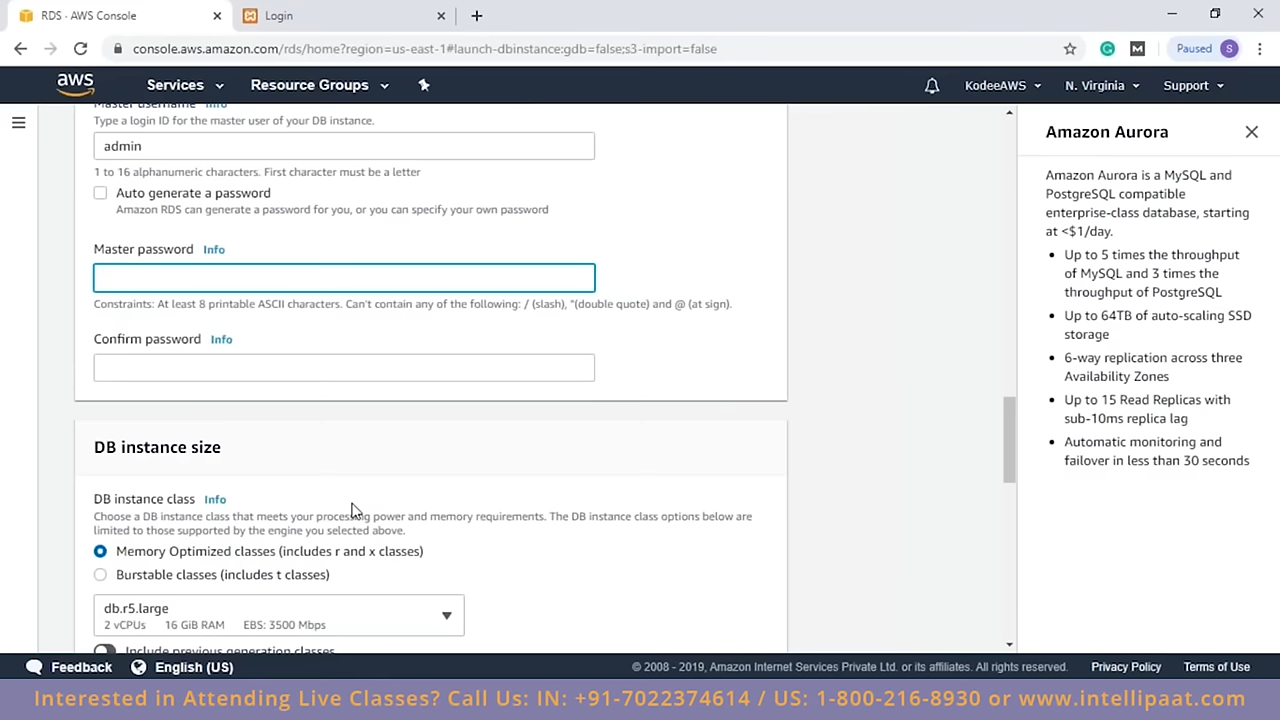 RDS · AWS Console
Login
console.aws.amazon.com/rds/home?region=us-east-1#launch-dbinstance:gdb=false;s3-import=false
Paused
S
aws
Services
Resource Groups
KodeeAWS
N. Virginia
Support
Master username Info
Type a login ID for the master user of your DB instance.
admin
1 to 16 alphanumeric characters. First character must be a letter
Auto generate a password
Amazon RDS can generate a password for you, or you can specify your own password
Master password Info
Constraints: At least 8 printable ASCII characters. Can't contain any of the following: / (slash), "(double quote) and @ (at sign).
Confirm password Info
DB instance size
DB instance class Info
Choose a DB instance class that meets your processing power and memory requirements. The DB instance class options below are
limited to those supported by the engine you selected above.
Memory Optimized classes (includes r and x classes)
Burstable classes (includes t classes)
db.r5.large
2 vCPUs 16 GiB RAM EBS: 3500 Mbps
Include previous generation classes
Amazon Aurora
Amazon Aurora is a MySQL and
PostgreSQL compatible
enterprise-class database, starting
at <$1/day.
• Up to 5 times the throughput
of MySQL and 3 times the
throughput of PostgreSQL
• Up to 64TB of auto-scaling SSD
storage
• 6-way replication across three
Availability Zones
• Up to 15 Read Replicas with
sub-10ms replica lag
• Automatic monitoring and
failover in less than 30 seconds
Feedback
English (US)
© 2008 - 2019, Amazon Internet Services Private Ltd. or its affiliates. All rights reserved.
Privacy Policy
Terms of Use
Interested in Attending Live Classes? Call Us: IN: +91-7022374614 / US: 1-800-216-8930 or www.intellipaat.com